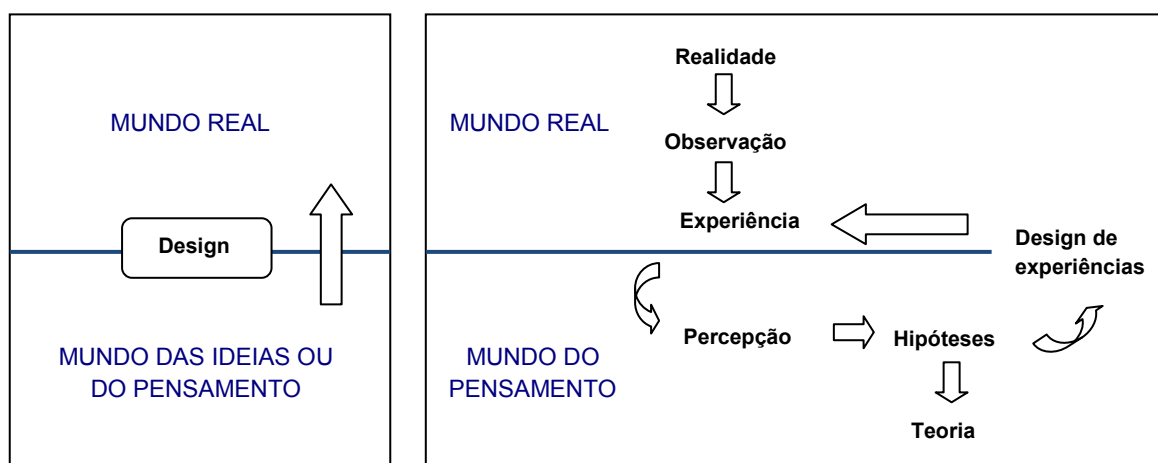 MUNDO REAL
Design
MUNDO DAS IDEIAS OU
DO PENSAMENTO
Realidade
MUNDO REAL
Observação
Experiência
Design de
experiências
Percepção
Hipóteses
MUNDO DO
PENSAMENTO
Teoria